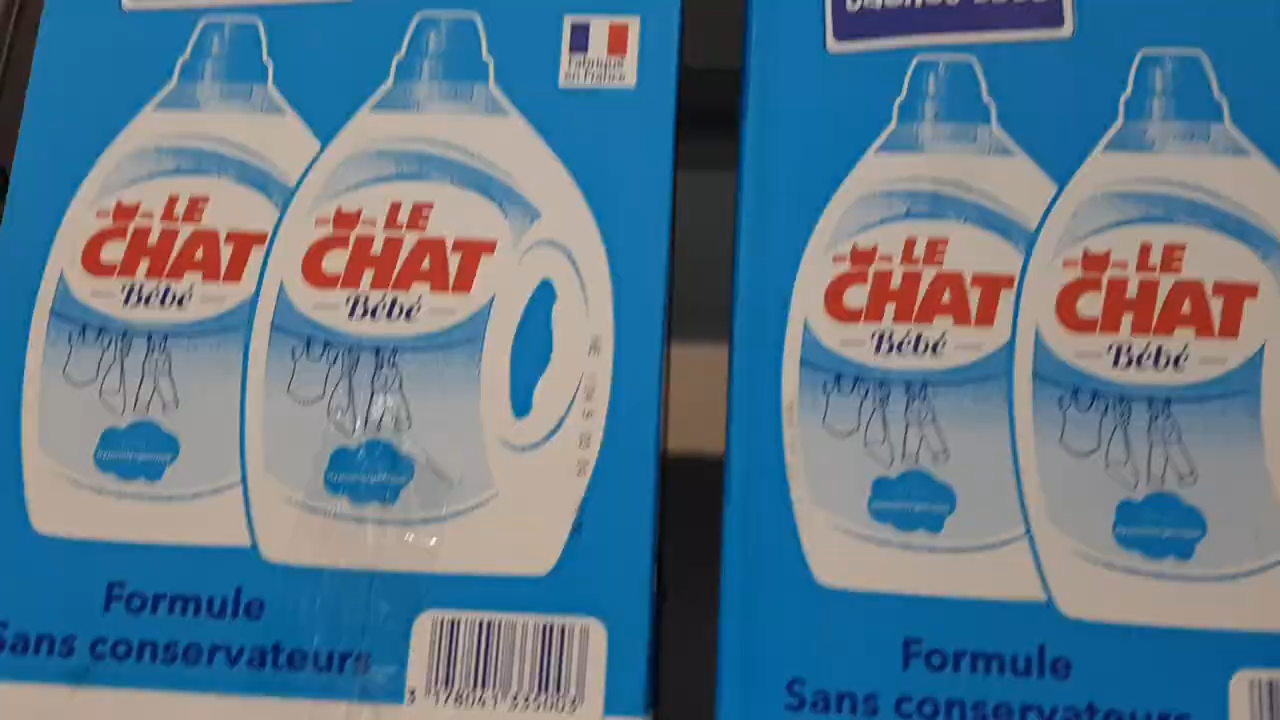 Fabriqué
en France
LE
CHAT
Bébé
LE
CHAT
Bébé
Formule
Sans conservateurs
LE
CHAT
Bébé
LE
CHAT
Bébé
Formule
Sans conservateurs